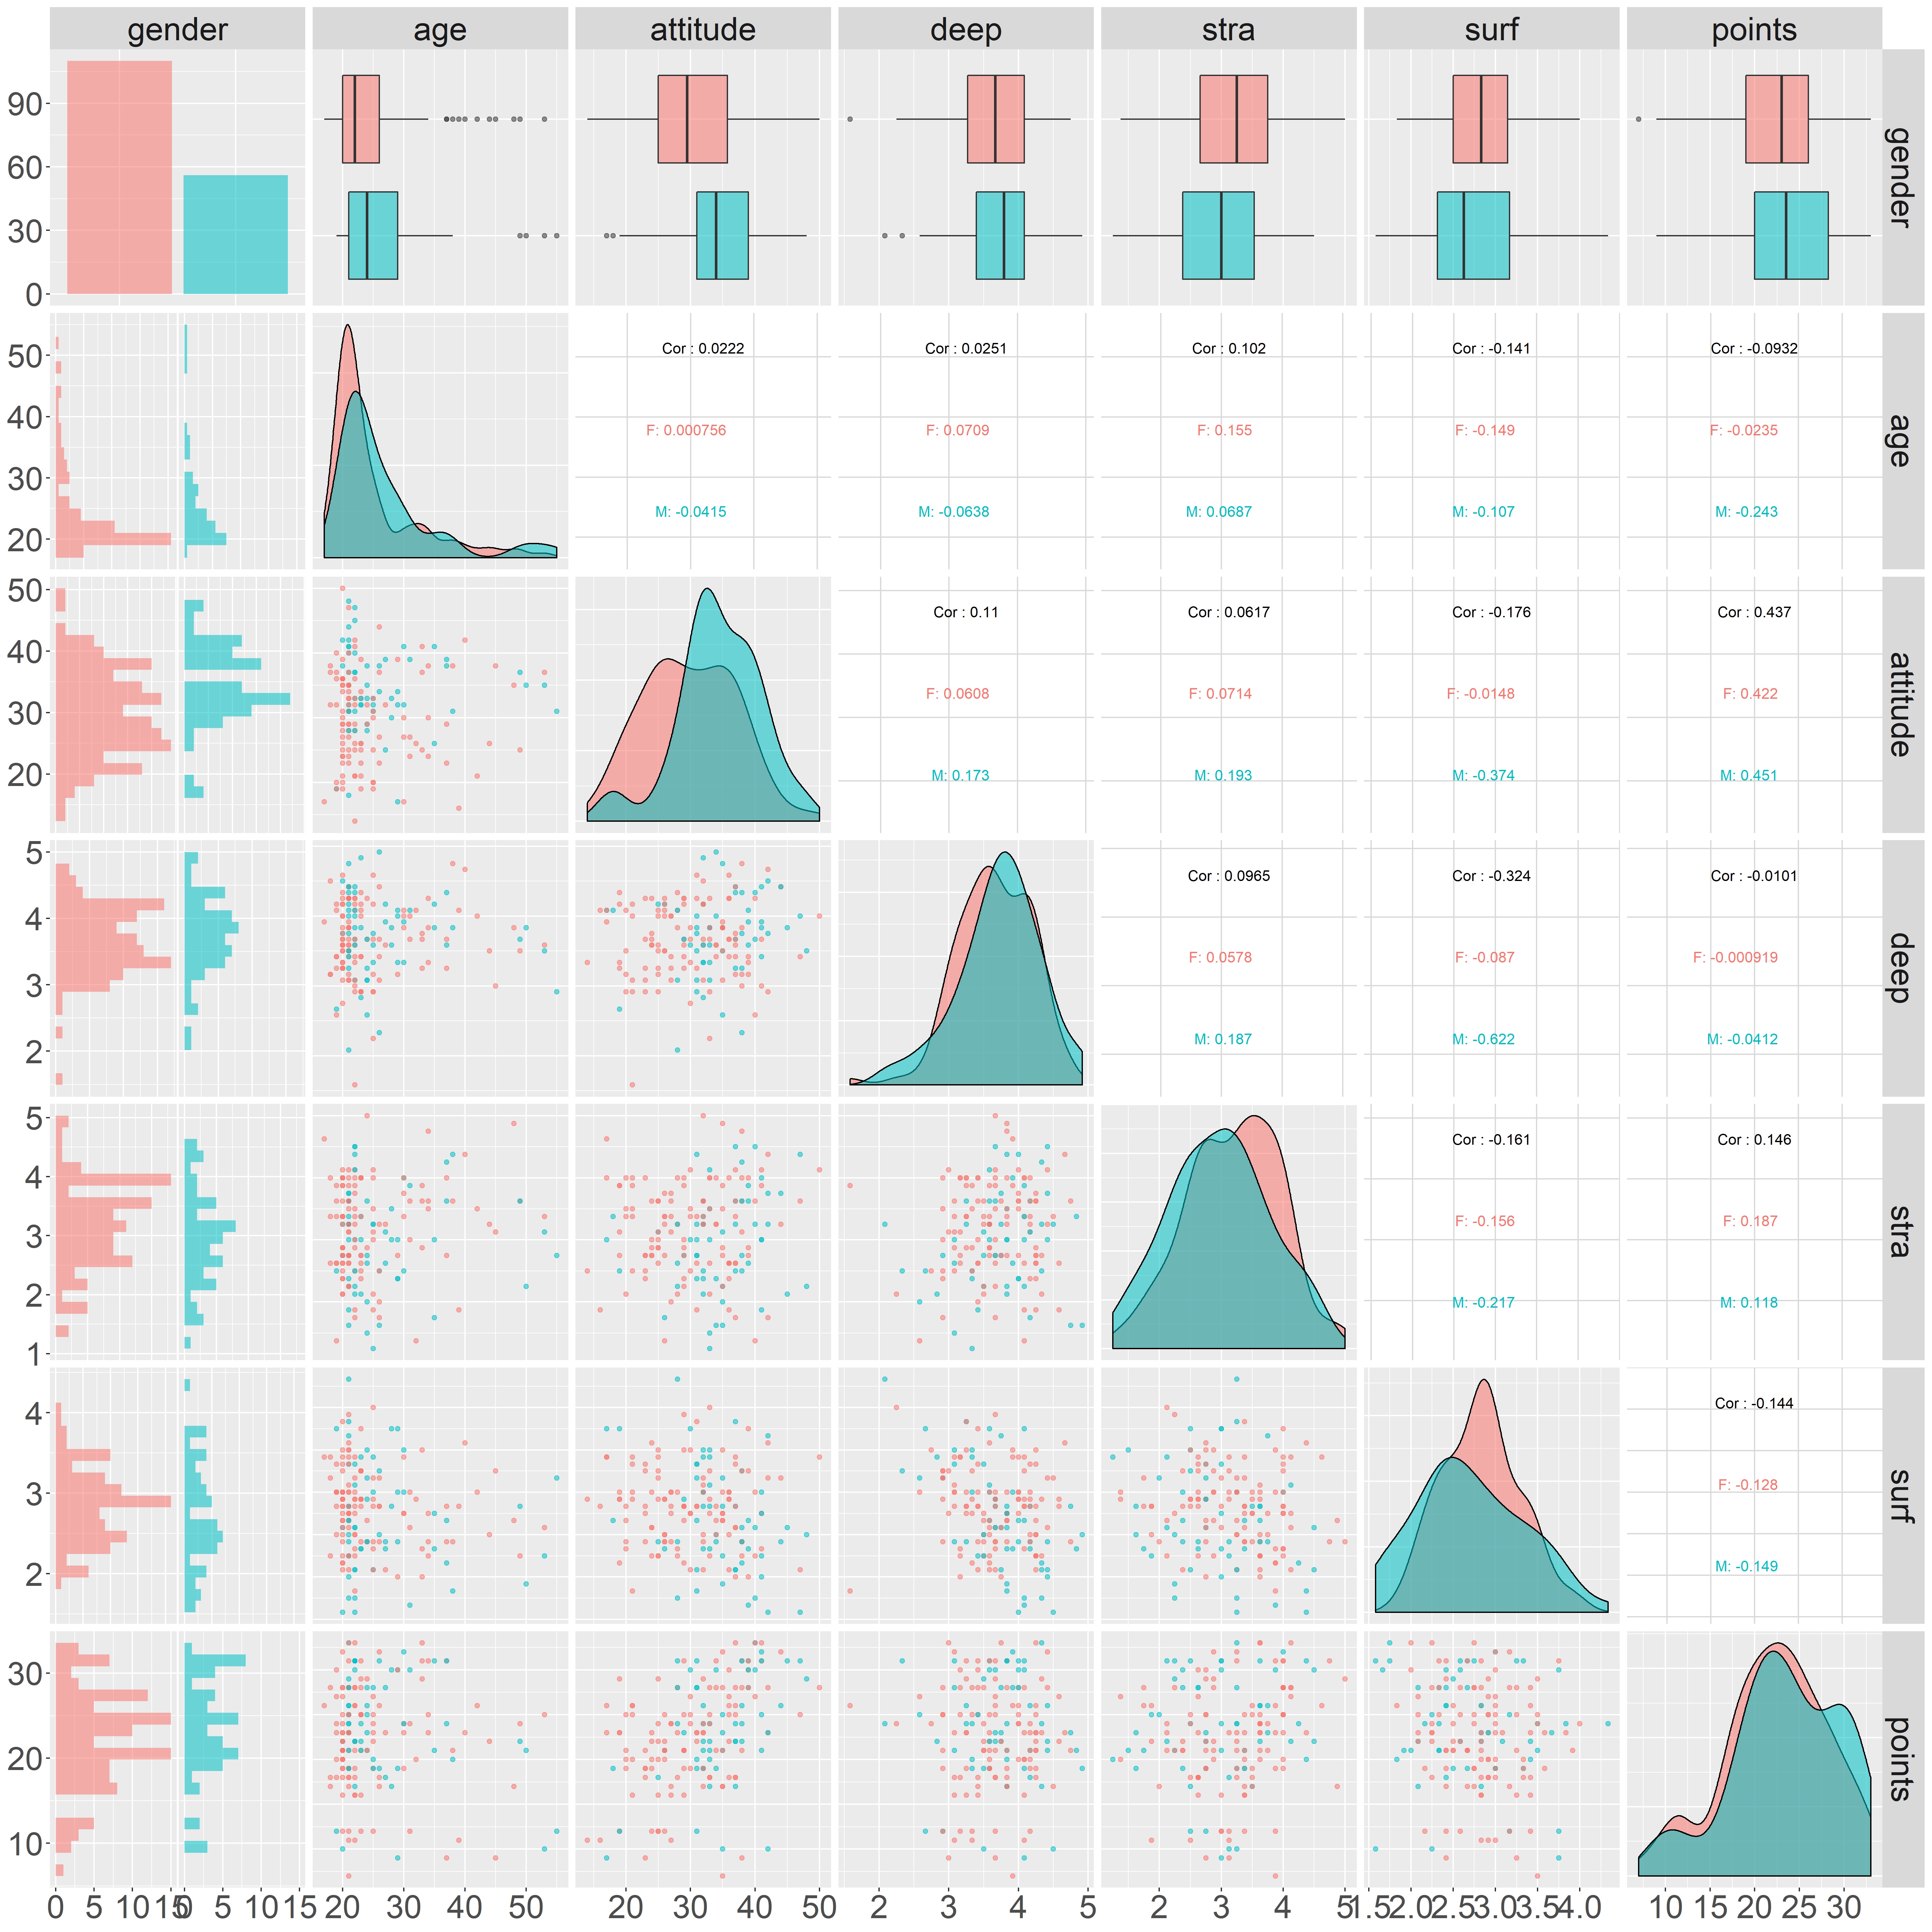 gender age attitude deep stra surf points
90
60
30
0
gender
50
40
30
20
Cor : 0.0222 Cor : 0.0251 Cor : 0.102 Cor : -0.141 Cor : -0.0932
F: 0.000756 F: 0.0709 F: 0.155 F: -0.149 F: -0.0235
M: -0.0415 M: -0.0638 M: 0.0687 M: -0.107 M: -0.243
age
50
40
30
20
Cor : 0.11 Cor : 0.0617 Cor : -0.176 Cor : 0.437
F: 0.0608 F: 0.0714 F: -0.0148 F: 0.422
M: 0.173 M: 0.193 M: -0.374 M: 0.451
attitude
5
4
3
2
Cor : 0.0965 Cor : -0.324 Cor : -0.0101
F: 0.0578 F: -0.087 F: -0.000919
M: 0.187 M: -0.622 M: -0.0412
deep
5
4
3
2
1
Cor : -0.161 Cor : 0.146
F: -0.156 F: 0.187
M: -0.217 M: 0.118
stra
4
3
2
Cor : -0.144
F: -0.128
M: -0.149
surf
30
20
10
points
0 5 10 15 0 5 10 15 20 30 40 50 20 30 40 50 2 3 4 5 2 3 4 5 1.5 2.0 2.5 3.0 3.5 4.0 10 15 20 25 30